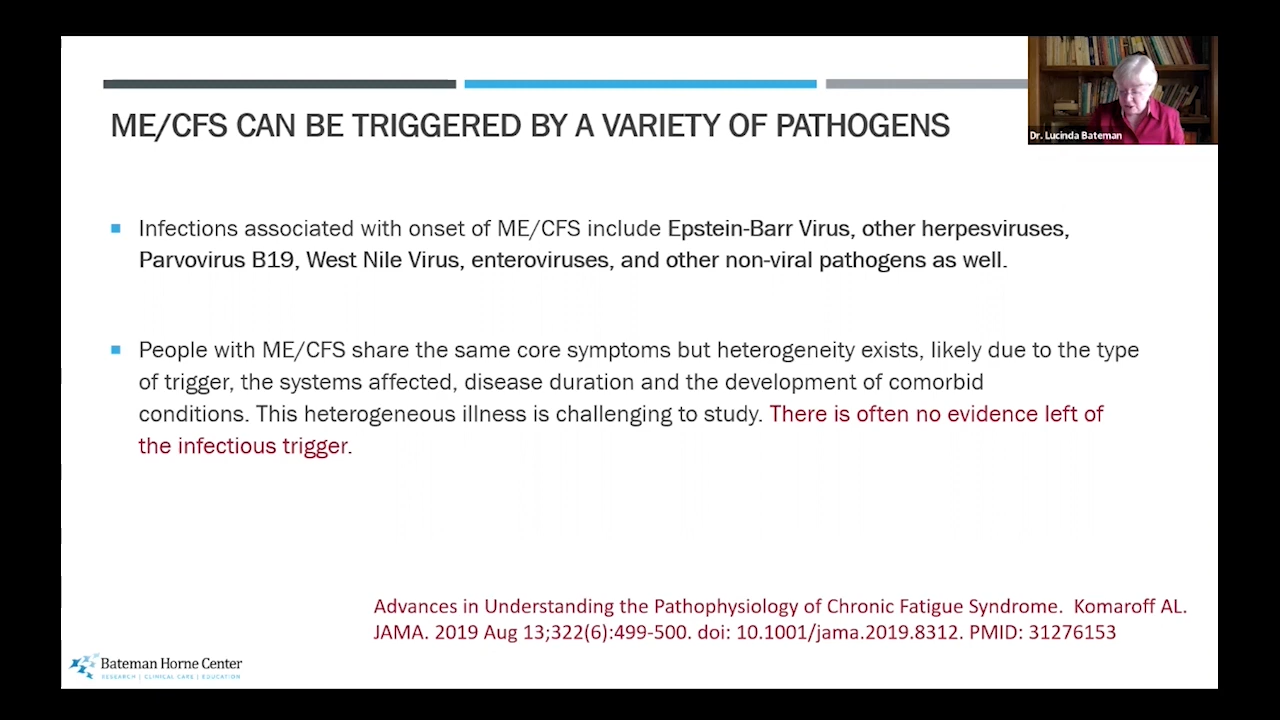 ME/CFS CAN BE TRIGGERED BY A VARIETY OF PATHOGENS
Dr. Lucinda Bateman
Infections associated with onset of ME/CFS include Epstein-Barr Virus, other herpesviruses,
Parvovirus B19, West Nile Virus, enteroviruses, and other non-viral pathogens as well.
People with ME/CFS share the same core symptoms but heterogeneity exists, likely due to the type
of trigger, the systems affected, disease duration and the development of comorbid
conditions. This heterogeneous illness is challenging to study. There is often no evidence left of
the infectious trigger.
Advances in Understanding the Pathophysiology of Chronic Fatigue Syndrome. Komaroff AL.
JAMA. 2019 Aug 13;322(6):499-500. doi: 10.1001/jama.2019.8312. PMID: 31276153
Bateman Horne Center
RESEARCH | CLINICAL CARE | EDUCATION